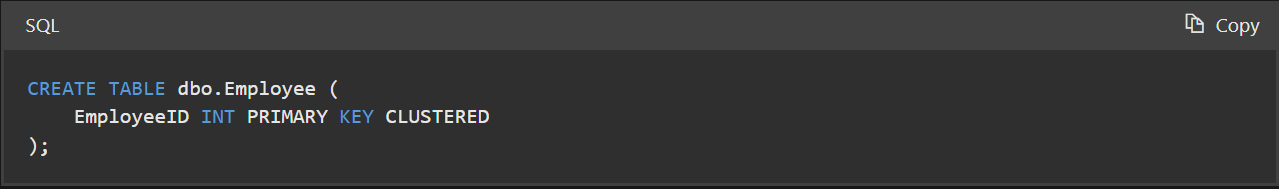 SQL
Copy
CREATE TABLE dbo.Employee (
    EmployeeID INT PRIMARY KEY CLUSTERED
);